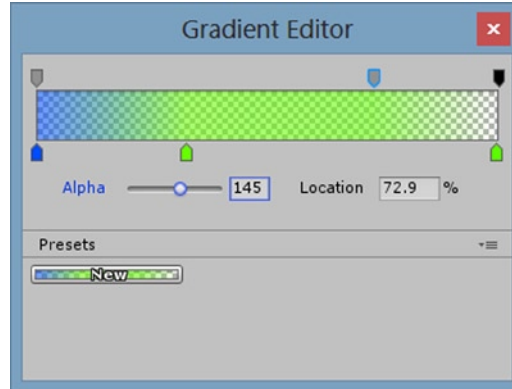 Gradient Editor
x
Alpha 145 Location 72.9 %
Presets
New